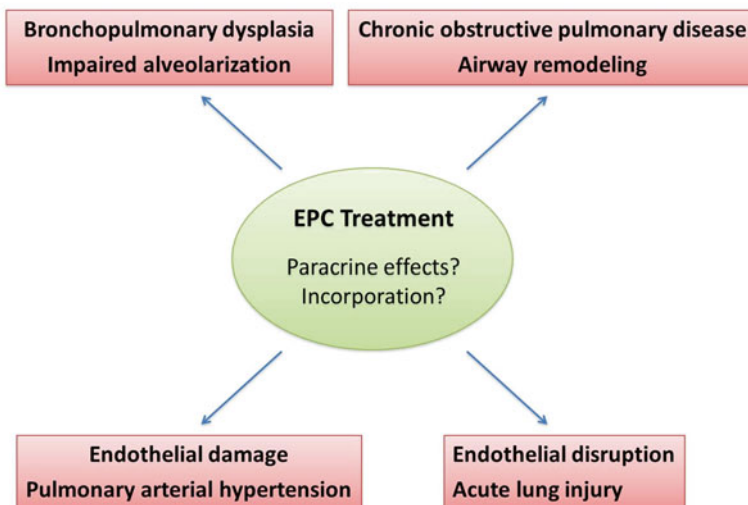 Bronchopulmonary dysplasia
Impaired alveolarization
Chronic obstructive pulmonary disease
Airway remodeling
EPC Treatment
Paracrine effects?
Incorporation?
Endothelial damage
Pulmonary arterial hypertension
Endothelial disruption
Acute lung injury